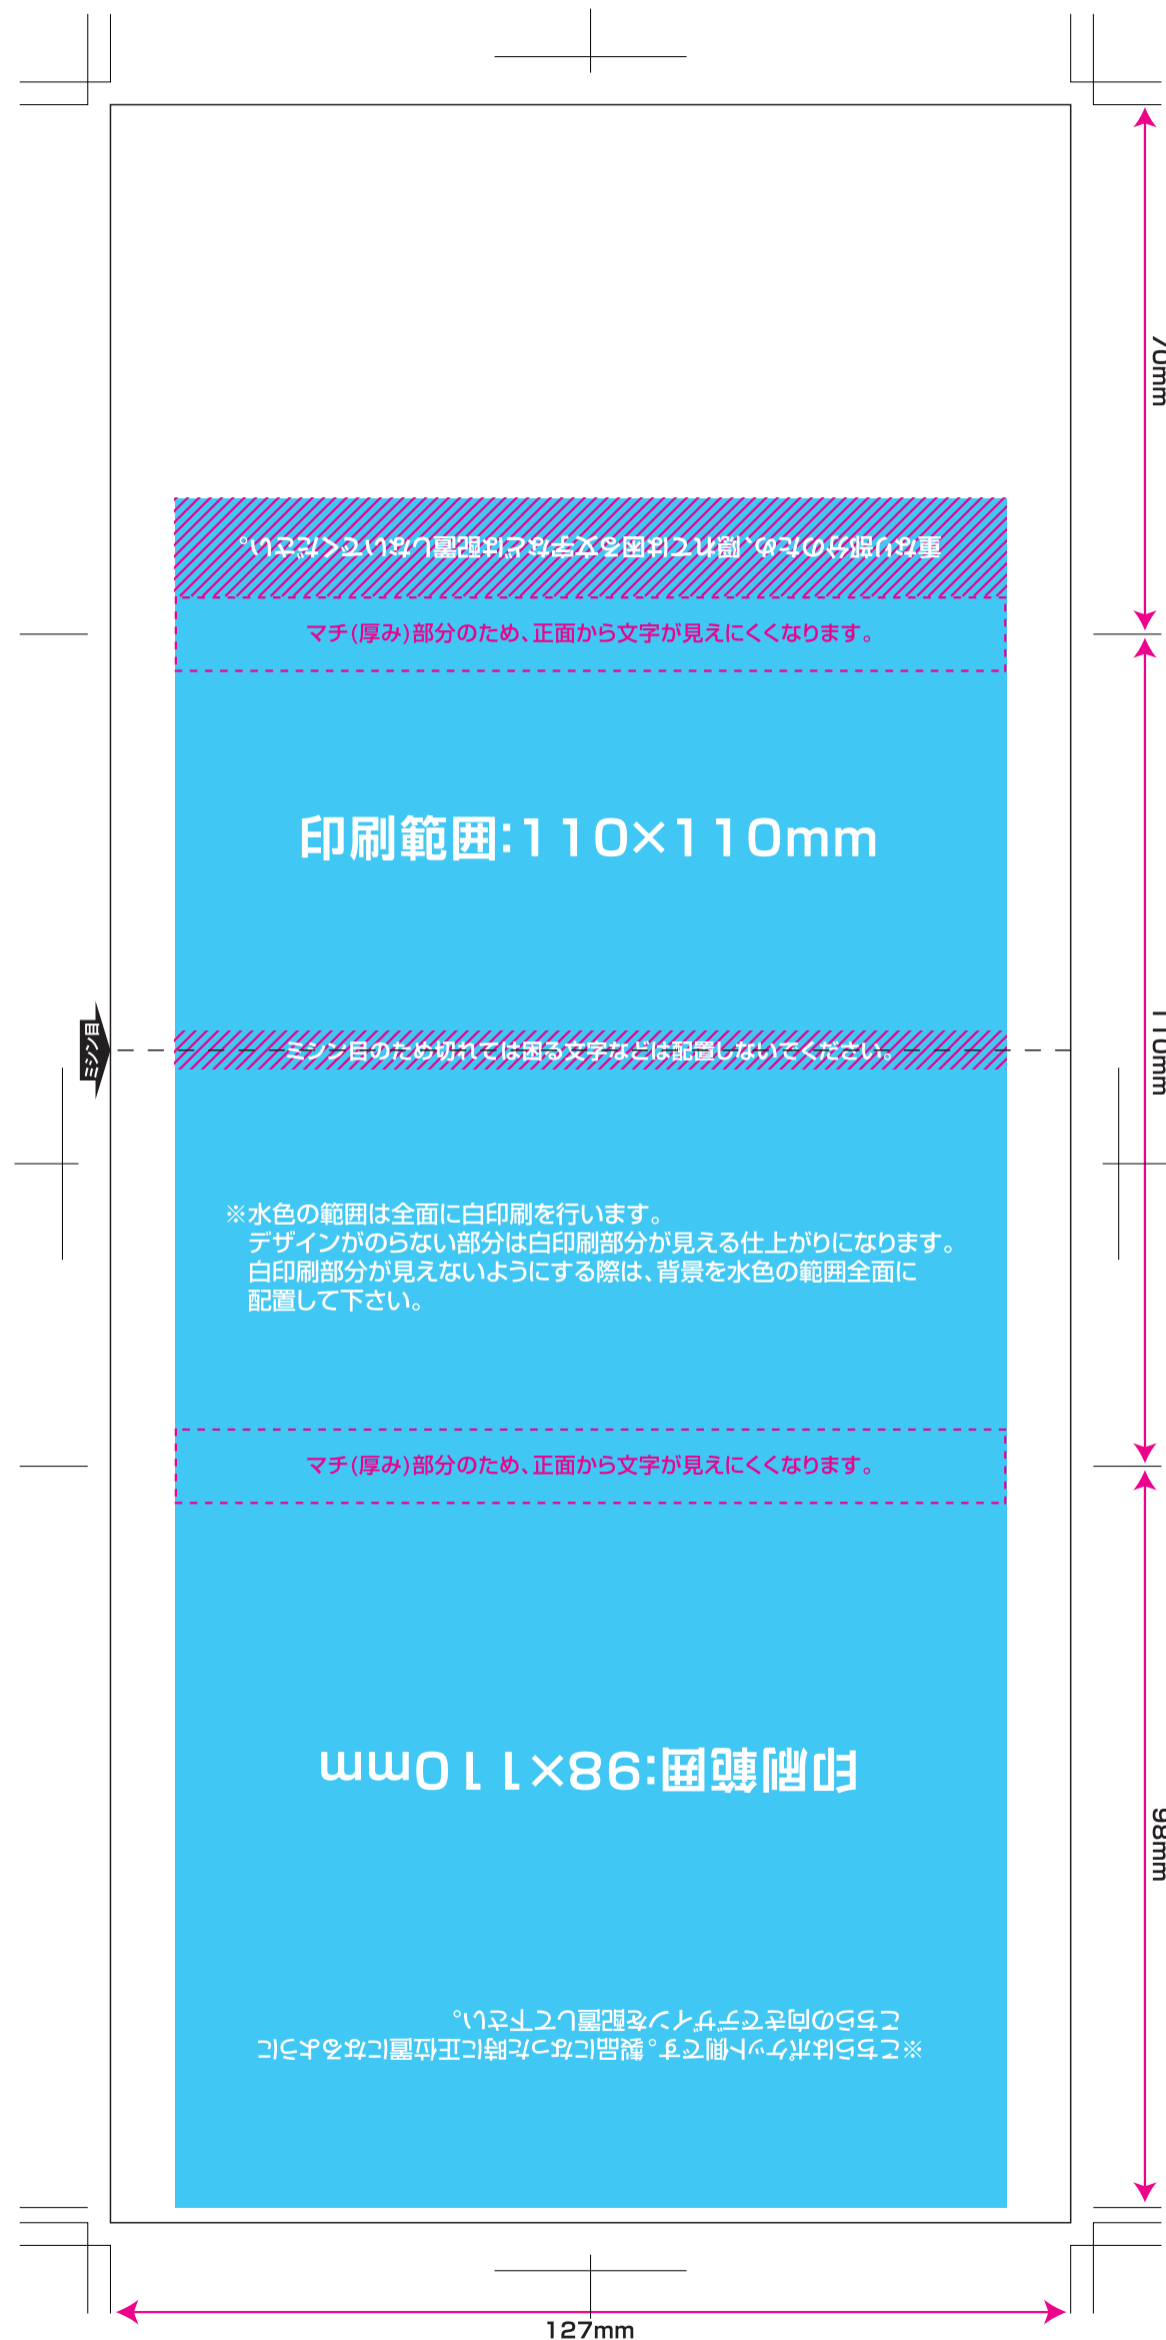 70mm
重なり部分のため、隠れては困る文字などは配置しないでください。
マチ(厚み)部分のため、正面から文字が見えにくくなります。
印刷範囲:110×110mm
110mm
ミシン目
ミシン目のため切れては困る文字などは配置しないでください。
※水色の範囲は全面に白印刷を行います。
デザインがのらない部分は白印刷部分が見える仕上がりになります。
白印刷部分が見えないようにする際は、背景を水色の範囲全面に
配置して下さい。
マチ(厚み)部分のため、正面から文字が見えにくくなります。
印刷範囲:98×110mm
98mm
※こちらはポケット側です。製品になった時に正位置になるように
こちらの向きでデザインを配置して下さい。
127mm